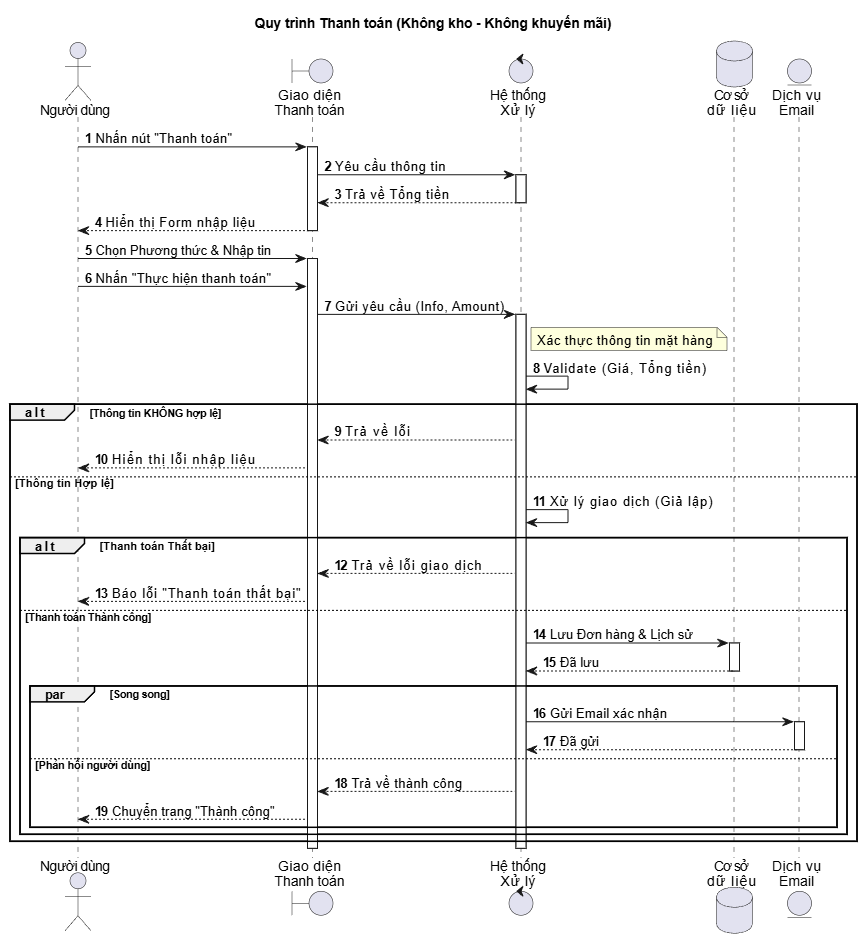 Quy trình Thanh toán (Không kho - Không khuyến mãi)
Người dùng
Giao diện
Thanh toán
Hệ thống
Xử lý
Cơ sở
dữ liệu
Dịch vụ
Email
1 Nhấn nút "Thanh toán"
2 Yêu cầu thông tin
3 Trả về Tổng tiền
4 Hiển thị Form nhập liệu
5 Chọn Phương thức & Nhập tin
6 Nhấn "Thực hiện thanh toán"
7 Gửi yêu cầu (Info, Amount)
Xác thực thông tin mặt hàng
8 Validate (Giá, Tổng tiền)
alt [Thông tin KHÔNG hợp lệ]
9 Trả về lỗi
10 Hiển thị lỗi nhập liệu
[Thông tin Hợp lệ]
11 Xử lý giao dịch (Giả lập)
alt [Thanh toán Thất bại]
12 Trả về lỗi giao dịch
13 Báo lỗi "Thanh toán thất bại"
[Thanh toán Thành công]
14 Lưu Đơn hàng & Lịch sử
15 Đã lưu
par [Song song]
16 Gửi Email xác nhận
17 Đã gửi
[Phản hồi người dùng]
18 Trả về thành công
19 Chuyển trang "Thành công"
Người dùng
Giao diện
Thanh toán
Hệ thống
Xử lý
Cơ sở
dữ liệu
Dịch vụ
Email